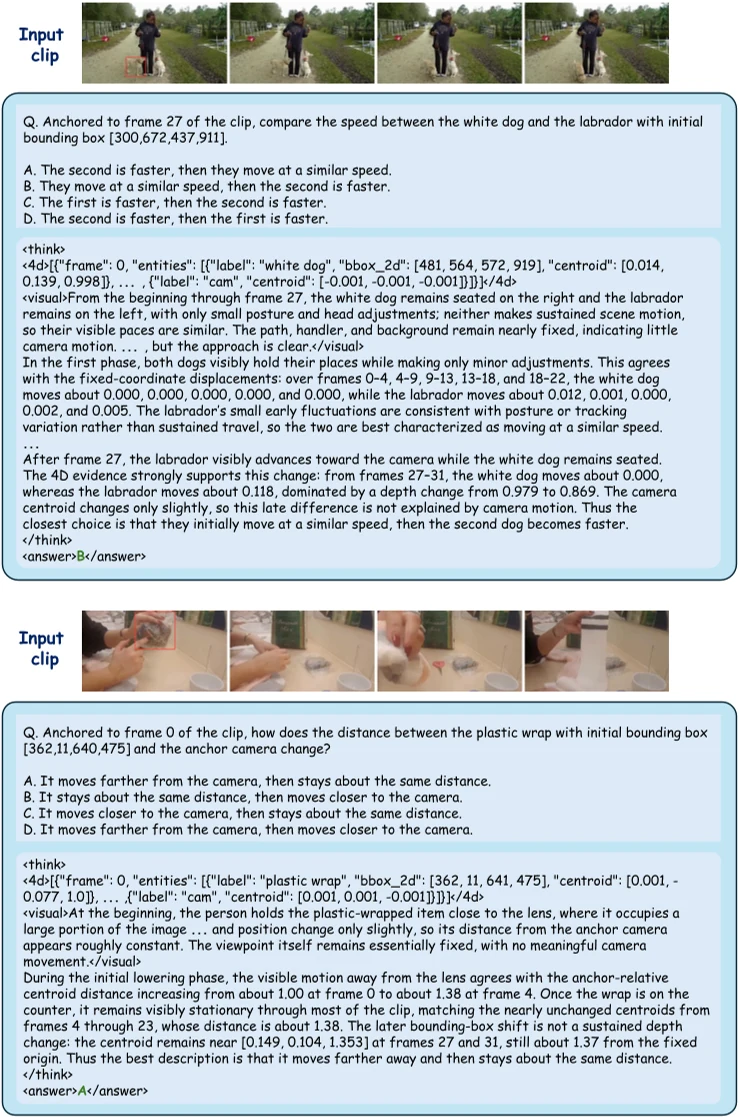 Input
clip
Q. Anchored to frame 27 of the clip, compare the speed between the white dog and the labrador with initial
bounding box [300,672,437,911].
A. The second is faster, then they move at a similar speed.
B. They move at a similar speed, then the second is faster.
C. The first is faster, then the second is faster.
D. The second is faster, then the first is faster.
<think>
<4d>[{"frame": 0, "entities": [{"label": "white dog", "bbox_2d": [481, 564, 572, 919], "centroid": [0.014,
0.139, 0.998]}, ... , {"label": "cam", "centroid": [-0.001, -0.001, -0.001]}]}]</4d>
<visual>From the beginning through frame 27, the white dog remains seated on the right and the labrador
remains on the left, with only small posture and head adjustments; neither makes sustained scene motion,
so their visible paces are similar. The path, handler, and background remain nearly fixed, indicating little
camera motion. ... , but the approach is clear.</visual>
In the first phase, both dogs visibly hold their places while making only minor adjustments. This agrees
with the fixed-coordinate displacements: over frames 0-4, 4-9, 9-13, 13-18, and 18-22, the white dog
moves about 0.000, 0.000, 0.000, 0.000, and 0.000, while the labrador moves about 0.012, 0.001, 0.000,
0.002, and 0.005. The labrador's small early fluctuations are consistent with posture or tracking
variation rather than sustained travel, so the two are best characterized as moving at a similar speed.
...
After frame 27, the labrador visibly advances toward the camera while the white dog remains seated.
The 4D evidence strongly supports this change: from frames 27-31, the white dog moves about 0.000,
whereas the labrador moves about 0.118, dominated by a depth change from 0.979 to 0.869. The camera
centroid changes only slightly, so this late difference is not explained by camera motion. Thus the
closest choice is that they initially move at a similar speed, then the second dog becomes faster.
</think>
<answer>B</answer>
Input
clip
Q. Anchored to frame 0 of the clip, how does the distance between the plastic wrap with initial bounding box
[362,11,640,475] and the anchor camera change?
A. It moves farther from the camera, then stays about the same distance.
B. It stays about the same distance, then moves closer to the camera.
C. It moves closer to the camera, then stays about the same distance.
D. It moves farther from the camera, then moves closer to the camera.
<think>
<4d>[{"frame": 0, "entities": [{"label": "plastic wrap", "bbox_2d": [362, 11, 641, 475], "centroid": [0.001, -
0.077, 1.0]}, ... ,{"label": "cam", "centroid": [0.001, 0.001, -0.001]}]}]</4d>
<visual>At the beginning, the person holds the plastic-wrapped item close to the lens, where it occupies a
large portion of the image ... and position change only slightly, so its distance from the anchor camera
appears roughly constant. The viewpoint itself remains essentially fixed, with no meaningful camera
movement.</visual>
During the initial lowering phase, the visible motion away from the lens agrees with the anchor-relative
centroid distance increasing from about 1.00 at frame 0 to about 1.38 at frame 4. Once the wrap is on the
counter, it remains visibly stationary through most of the clip, matching the nearly unchanged centroids from
frames 4 through 23, whose distance is about 1.38. The later bounding-box shift is not a sustained depth
change: the centroid remains near [0.149, 0.104, 1.353] at frames 27 and 31, still about 1.37 from the fixed
origin. Thus the best description is that it moves farther away and then stays about the same distance.
</think>
<answer>A</answer>